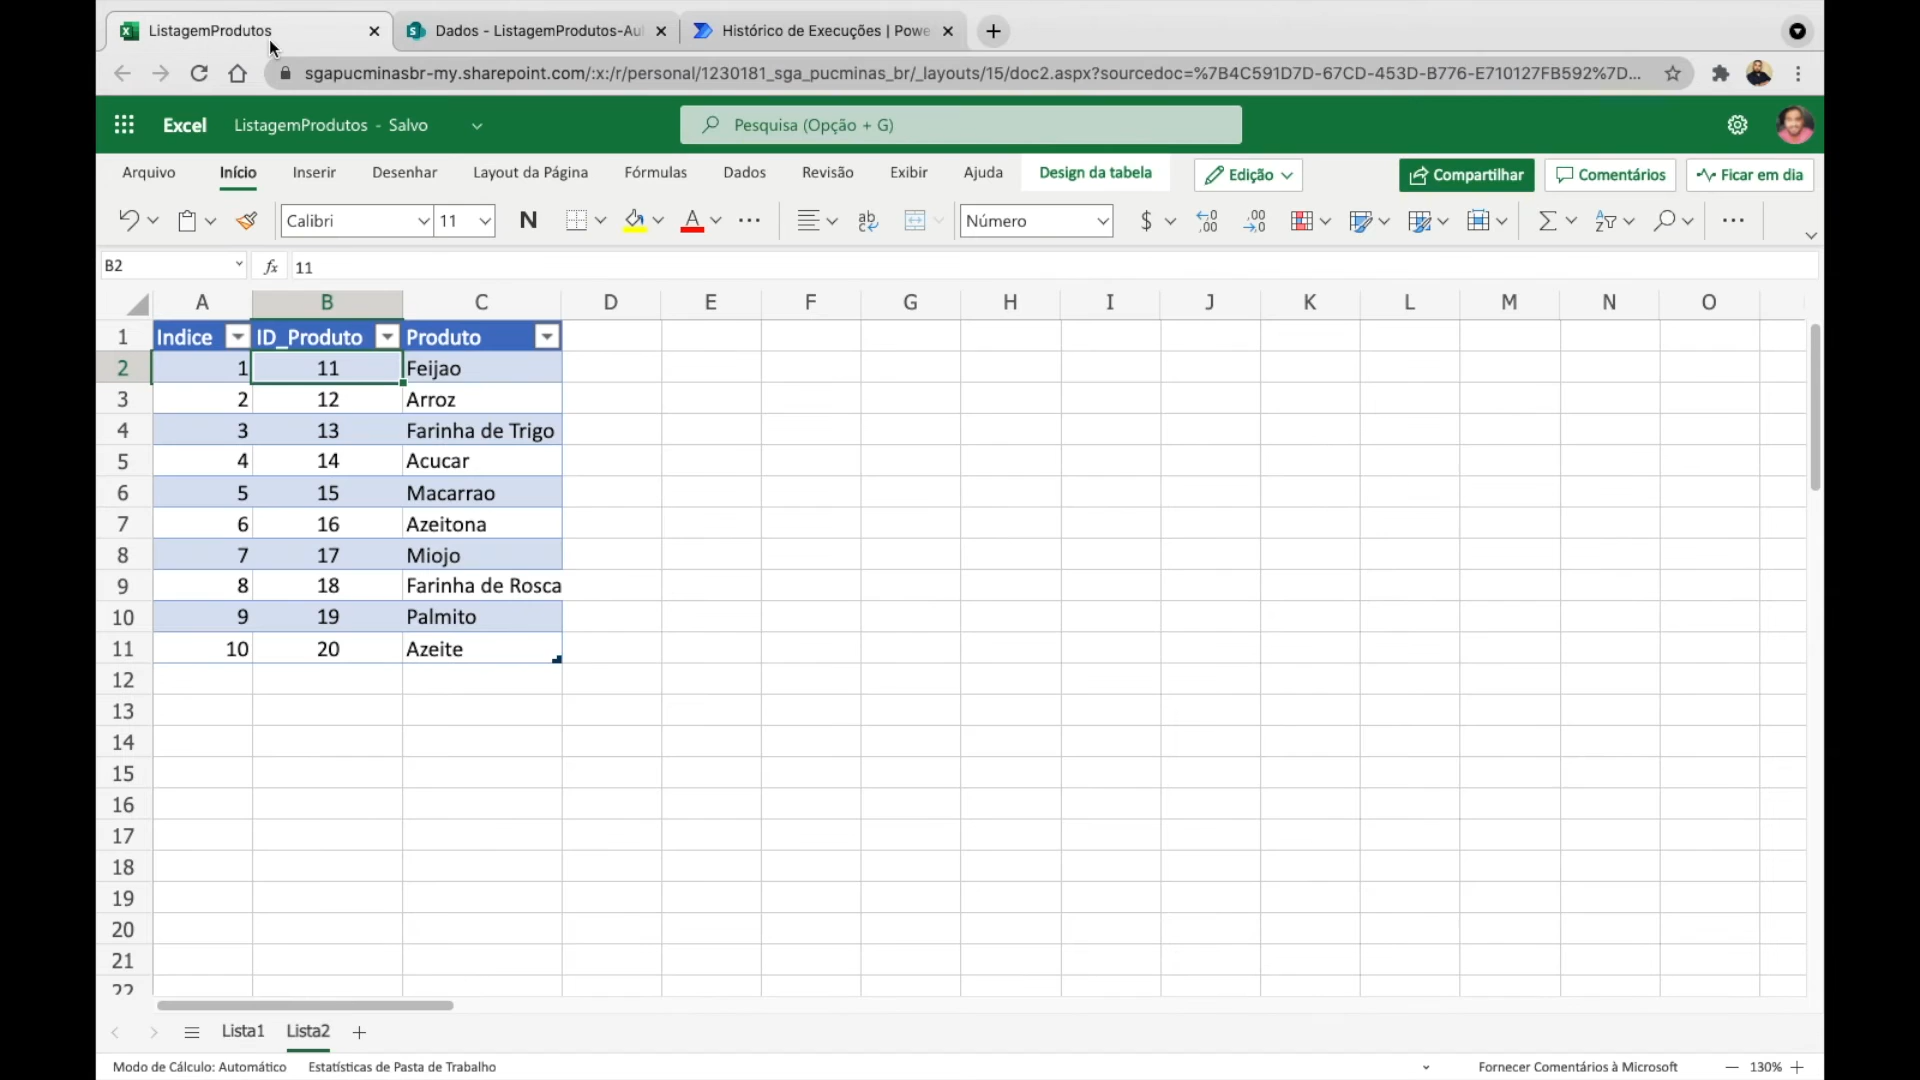 ListagemProdutos
Dados - ListagemProdutos-Aul
Histórico de Execuções | Powe
sgapucminasbr-my.sharepoint.com/:x:/r/personal/1230181_sga_pucminas_br/_layouts/15/doc2.aspx?sourcedoc=%7B4C591D7D-67CD-453D-B776-E710127FB592%7D...
Excel ListagemProdutos - Salvo
Pesquisa (Opção + G)
Arquivo Início Inserir Desenhar Layout da Página Fórmulas Dados Revisão Exibir Ajuda Design da tabela Edição Compartilhar Comentários Ficar em dia
Calibri 11 N A ab Número $
B2 fx 11
A B C D E F G H I J K L M N O
1 Indice ID_Produto Produto
2 1 11 Feijao
3 2 12 Arroz
4 3 13 Farinha de Trigo
5 4 14 Acucar
6 5 15 Macarrao
7 6 16 Azeitona
8 7 17 Miojo
9 8 18 Farinha de Rosca
10 9 19 Palmito
11 10 20 Azeite
12
13
14
15
16
17
18
19
20
21
22
Lista1 Lista2
Modo de Cálculo: Automático Estatísticas de Pasta de Trabalho Fornecer Comentários à Microsoft 130%